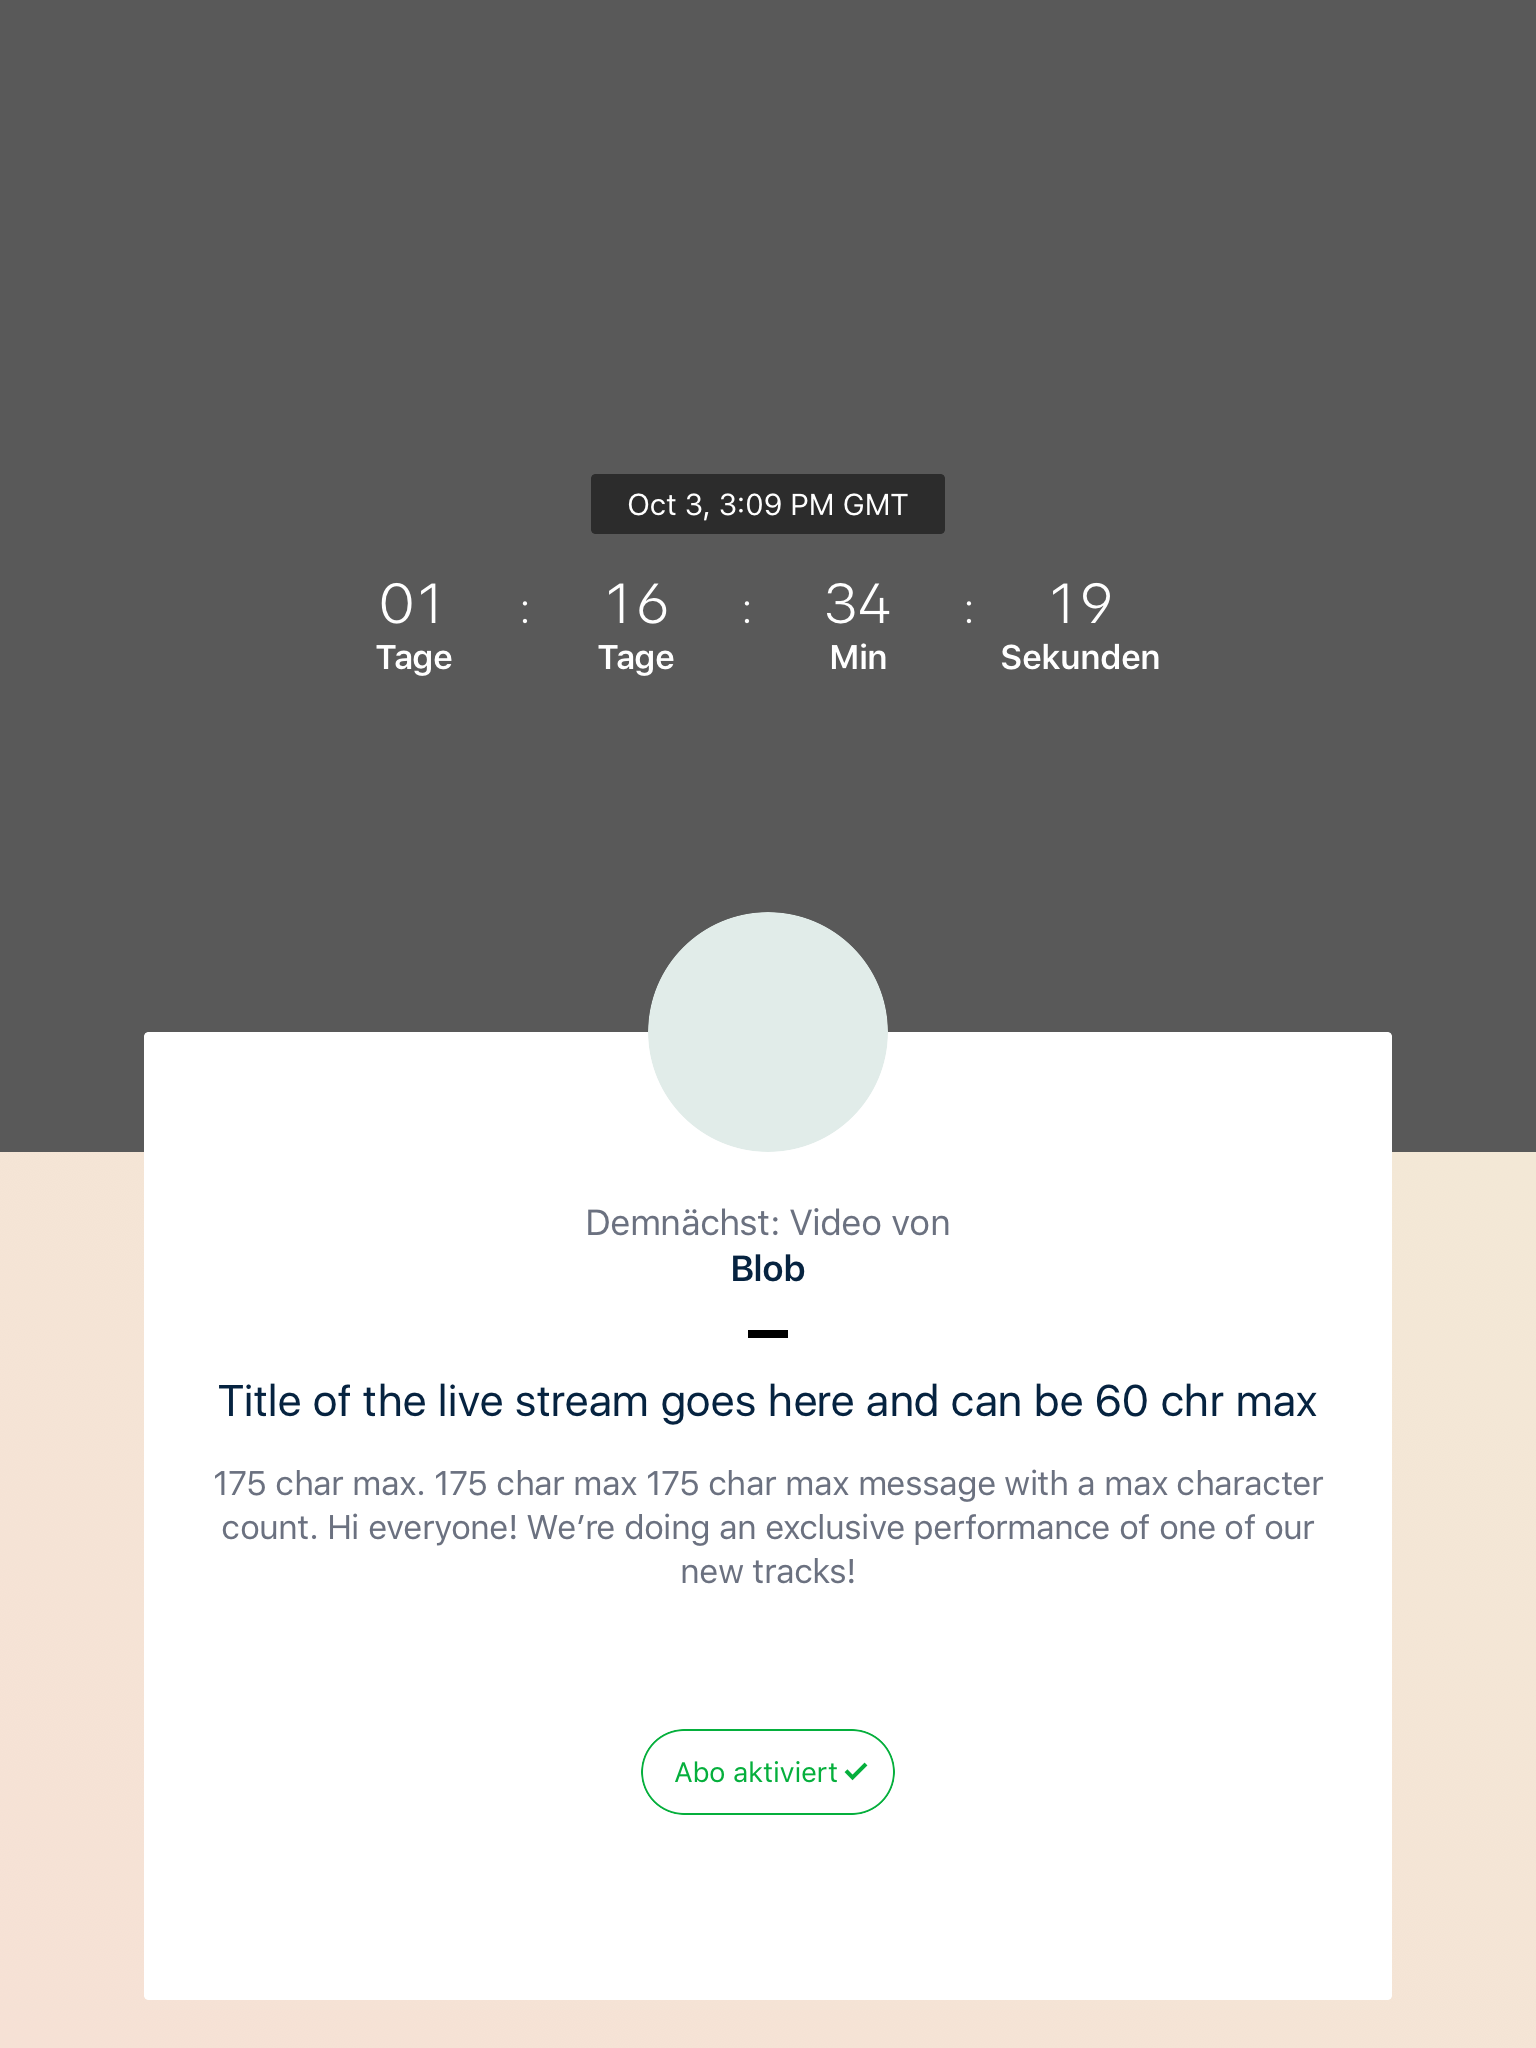 Oct 3, 3:09 PM GMT
01 : 16 : 34 : 19
Tage Tage Min Sekunden
Demnächst: Video von
Blob
Title of the live stream goes here and can be 60 chr max
175 char max. 175 char max 175 char max message with a max character
count. Hi everyone! We’re doing an exclusive performance of one of our
new tracks!
Abo aktiviert